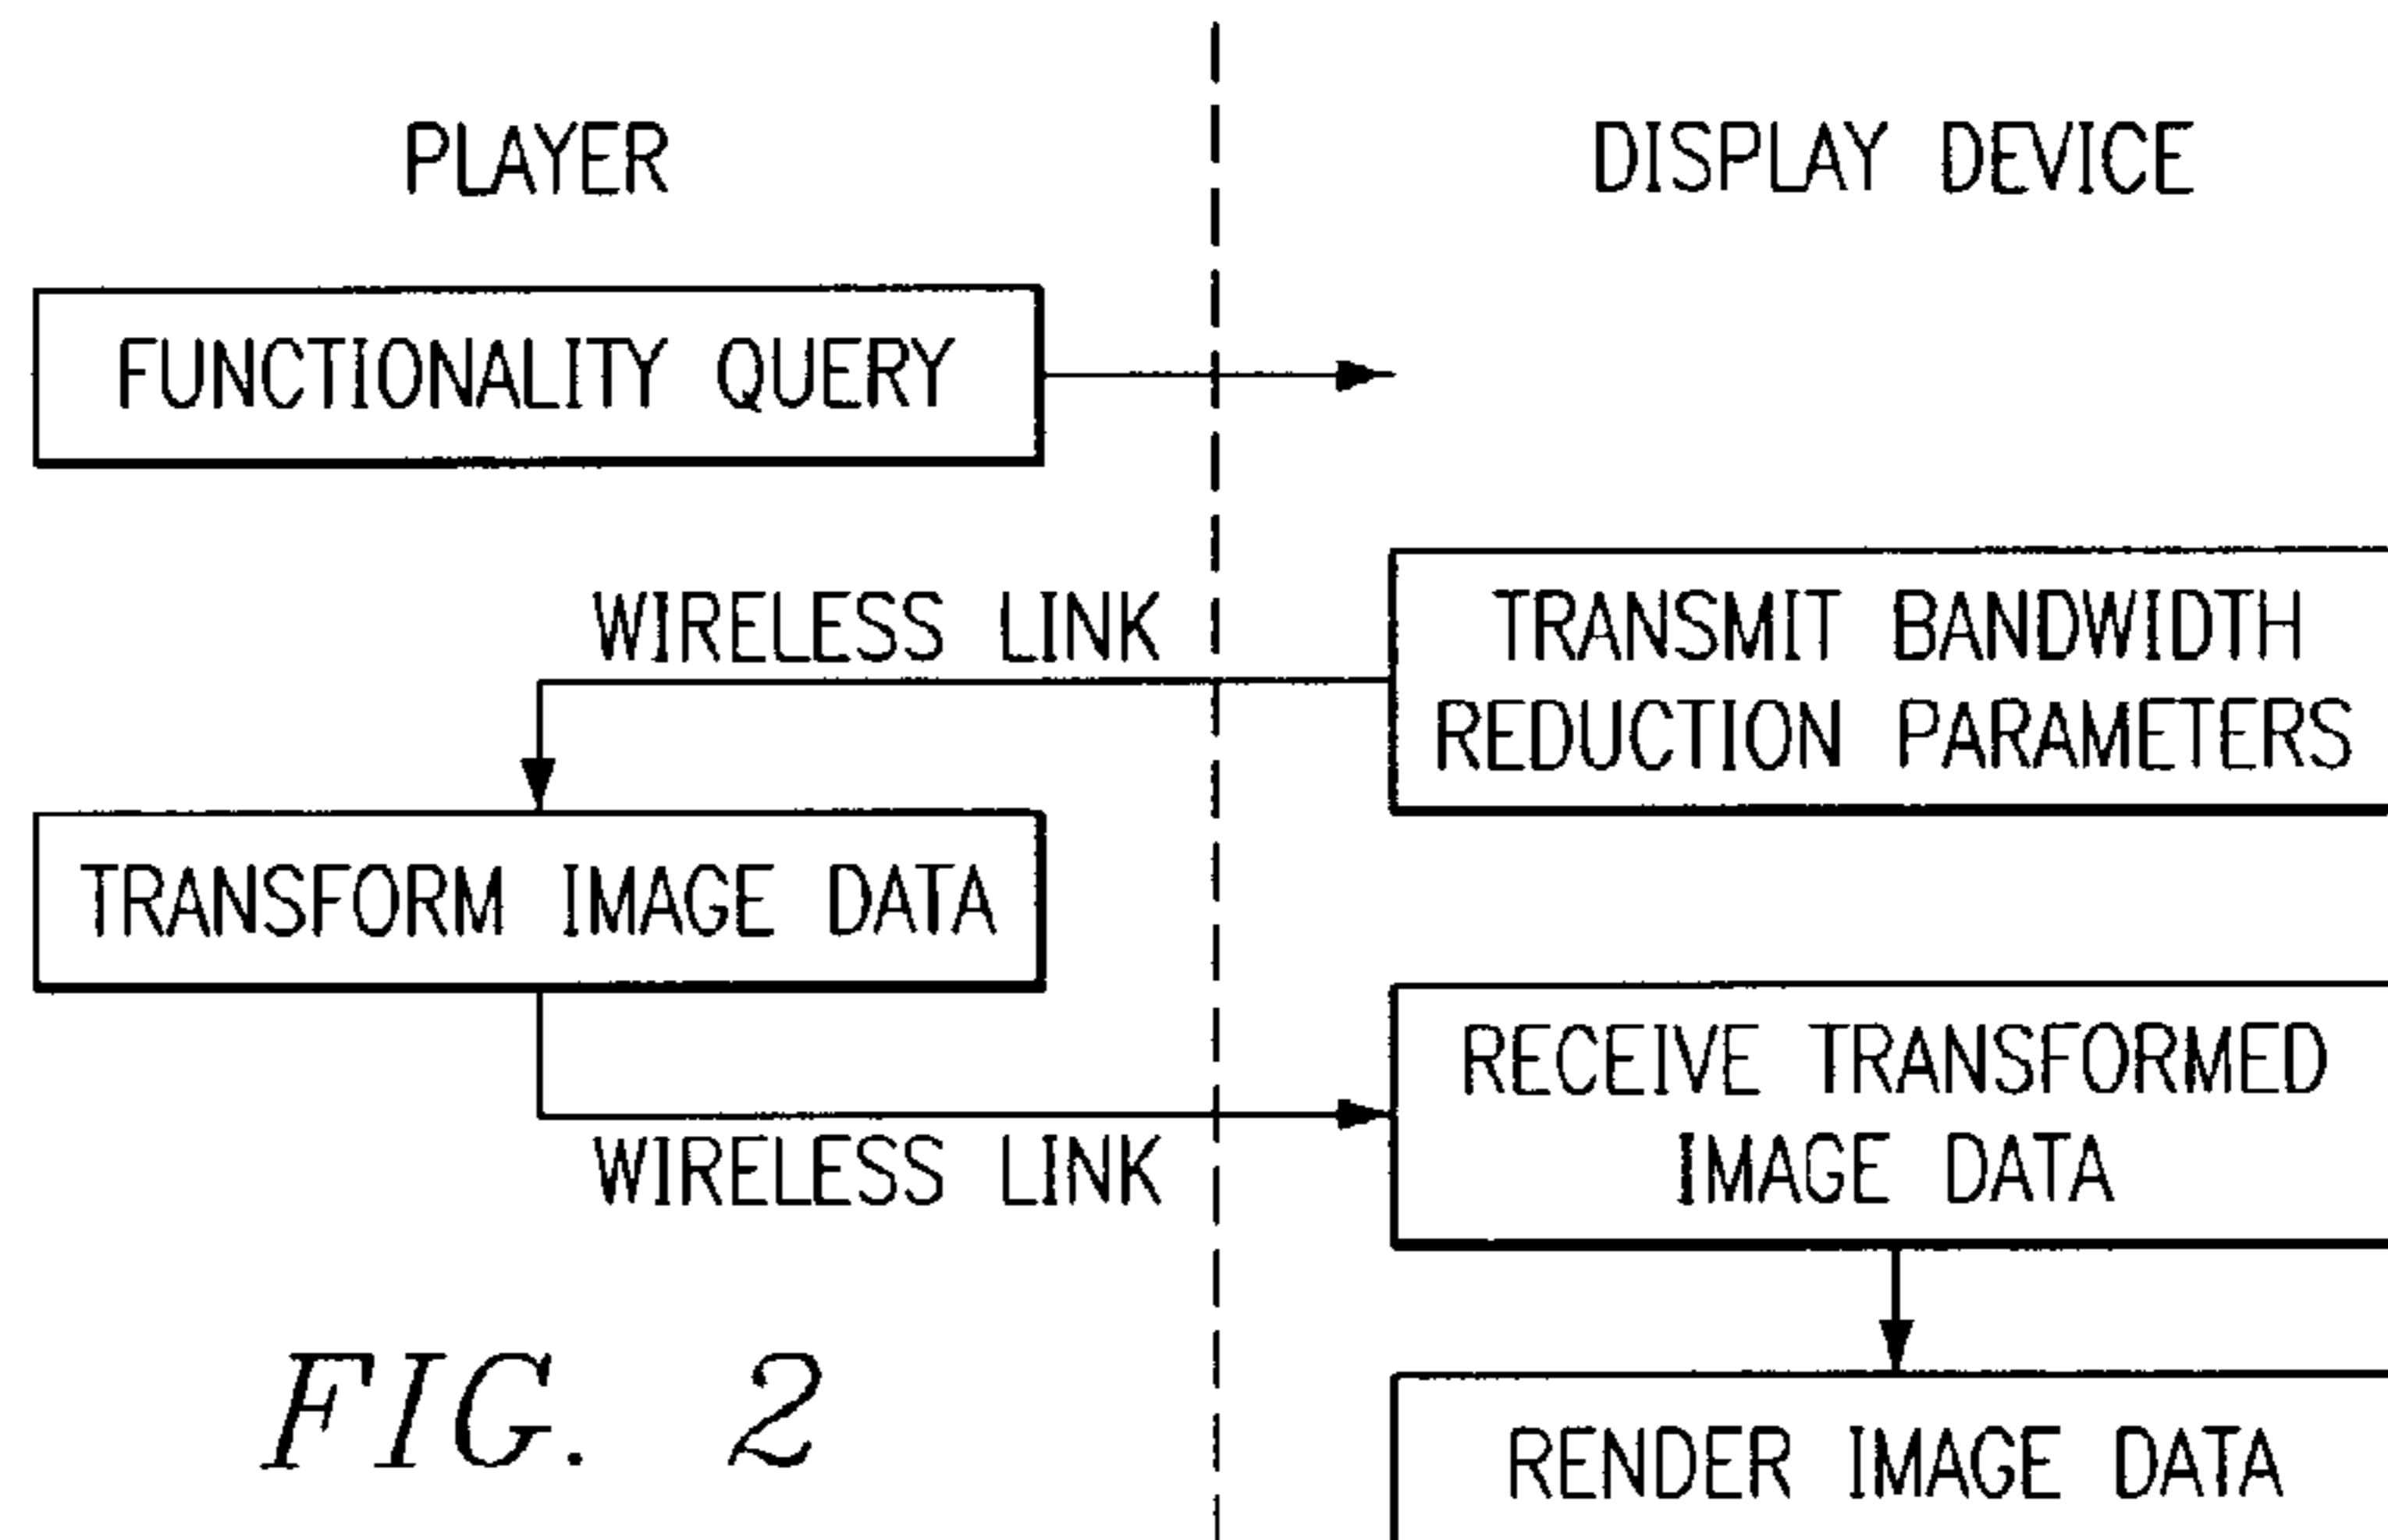 PLAYER
DISPLAY DEVICE
FUNCTIONALITY QUERY
WIRELESS LINK
TRANSMIT BANDWIDTH
REDUCTION PARAMETERS
TRANSFORM IMAGE DATA
RECEIVE TRANSFORMED
IMAGE DATA
WIRELESS LINK
RENDER IMAGE DATA
FIG. 2